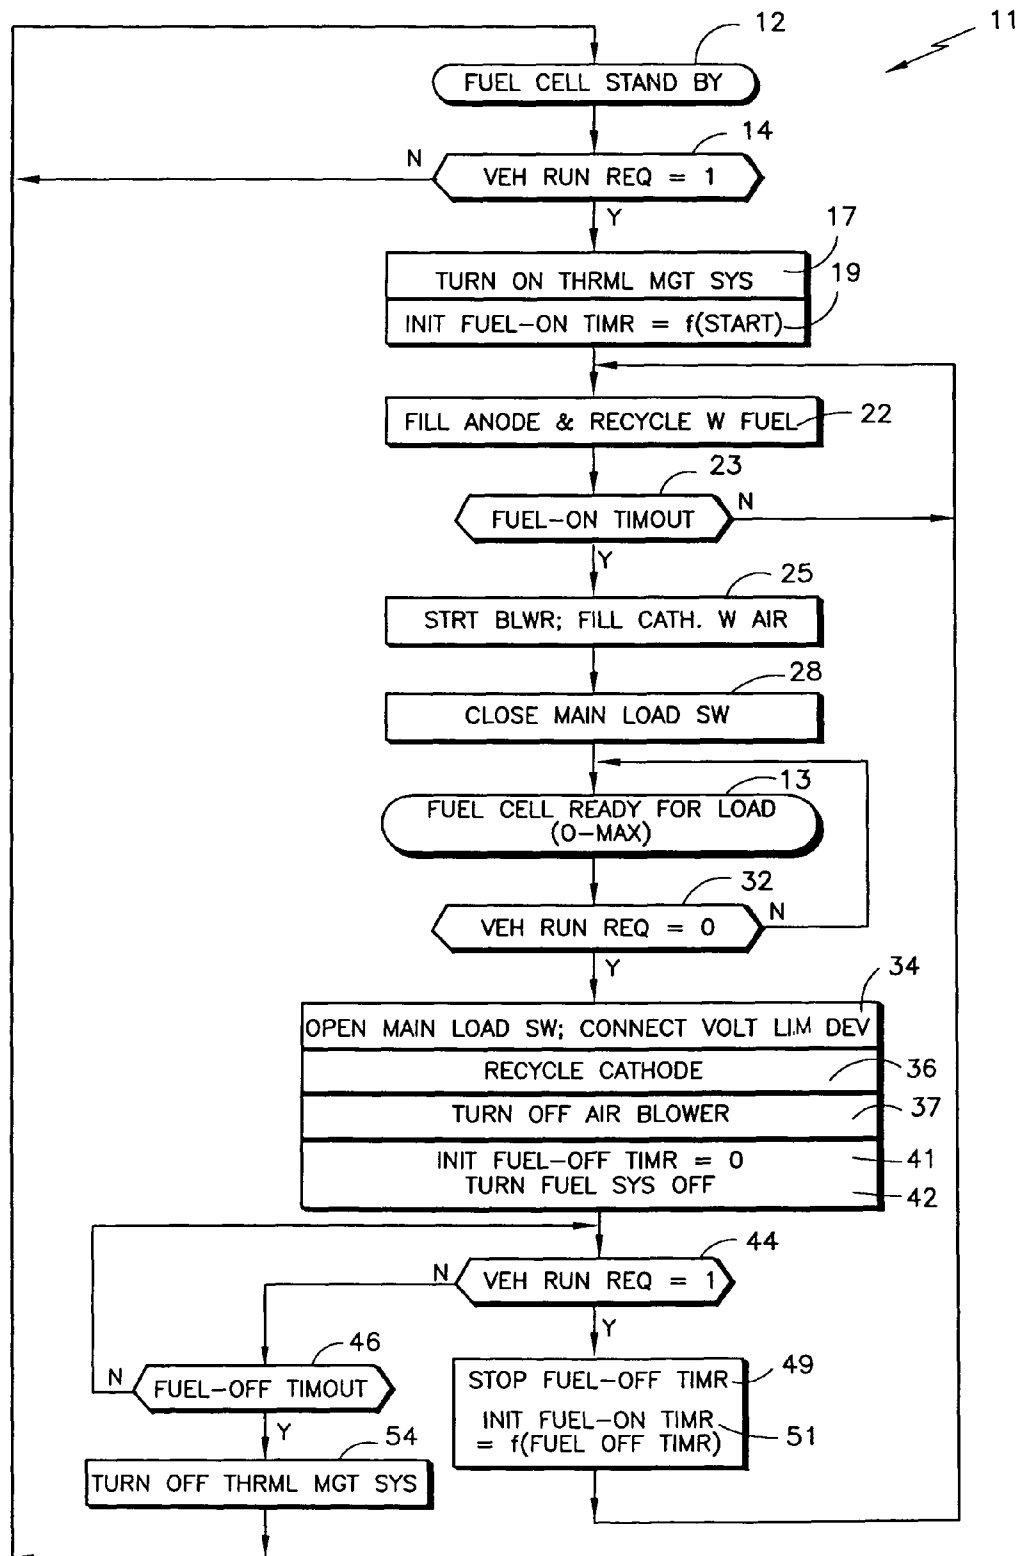 11
12
FUEL CELL STAND BY
14
N
VEH RUN REQ = 1
Y
17
TURN ON THRML MGT SYS
19
INIT FUEL-ON TIMR = f(START)
FILL ANODE & RECYCLE W FUEL
22
23
FUEL-ON TIMOUT
N
Y
25
STRT BLWR; FILL CATH. W AIR
28
CLOSE MAIN LOAD SW
13
FUEL CELL READY FOR LOAD
(0-MAX)
32
VEH RUN REQ = 0
N
Y
34
OPEN MAIN LOAD SW; CONNECT VOLT LIM DEV
RECYCLE CATHODE
36
TURN OFF AIR BLOWER
37
INIT FUEL-OFF TIMR = 0
41
TURN FUEL SYS OFF
42
44
N
VEH RUN REQ = 1
Y
46
N
FUEL-OFF TIMOUT
Y
STOP FUEL-OFF TIMR
49
INIT FUEL-ON TIMR
= f(FUEL OFF TIMR)
51
54
TURN OFF THRML MGT SYS